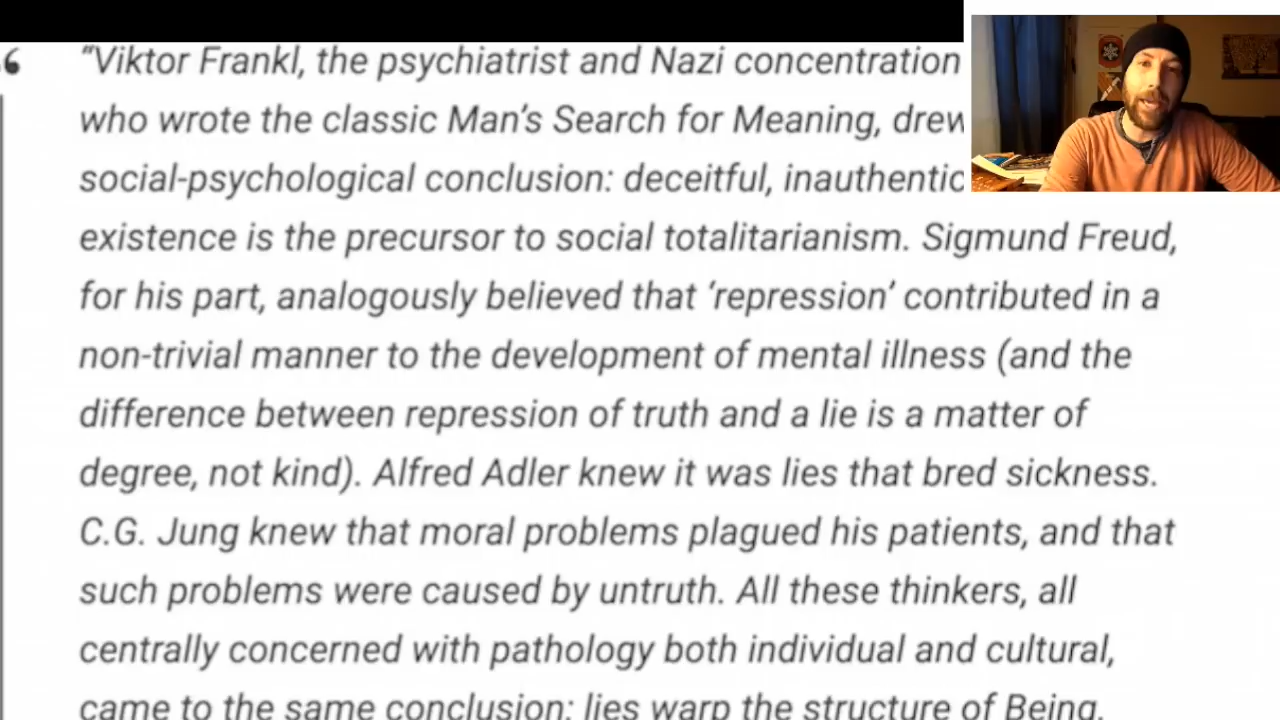 “Viktor Frankl, the psychiatrist and Nazi concentration
who wrote the classic Man’s Search for Meaning, drew
social-psychological conclusion: deceitful, inauthentic
existence is the precursor to social totalitarianism. Sigmund Freud,
for his part, analogously believed that ‘repression’ contributed in a
non-trivial manner to the development of mental illness (and the
difference between repression of truth and a lie is a matter of
degree, not kind). Alfred Adler knew it was lies that bred sickness.
C.G. Jung knew that moral problems plagued his patients, and that
such problems were caused by untruth. All these thinkers, all
centrally concerned with pathology both individual and cultural,
came to the same conclusion: lies warp the structure of Being.